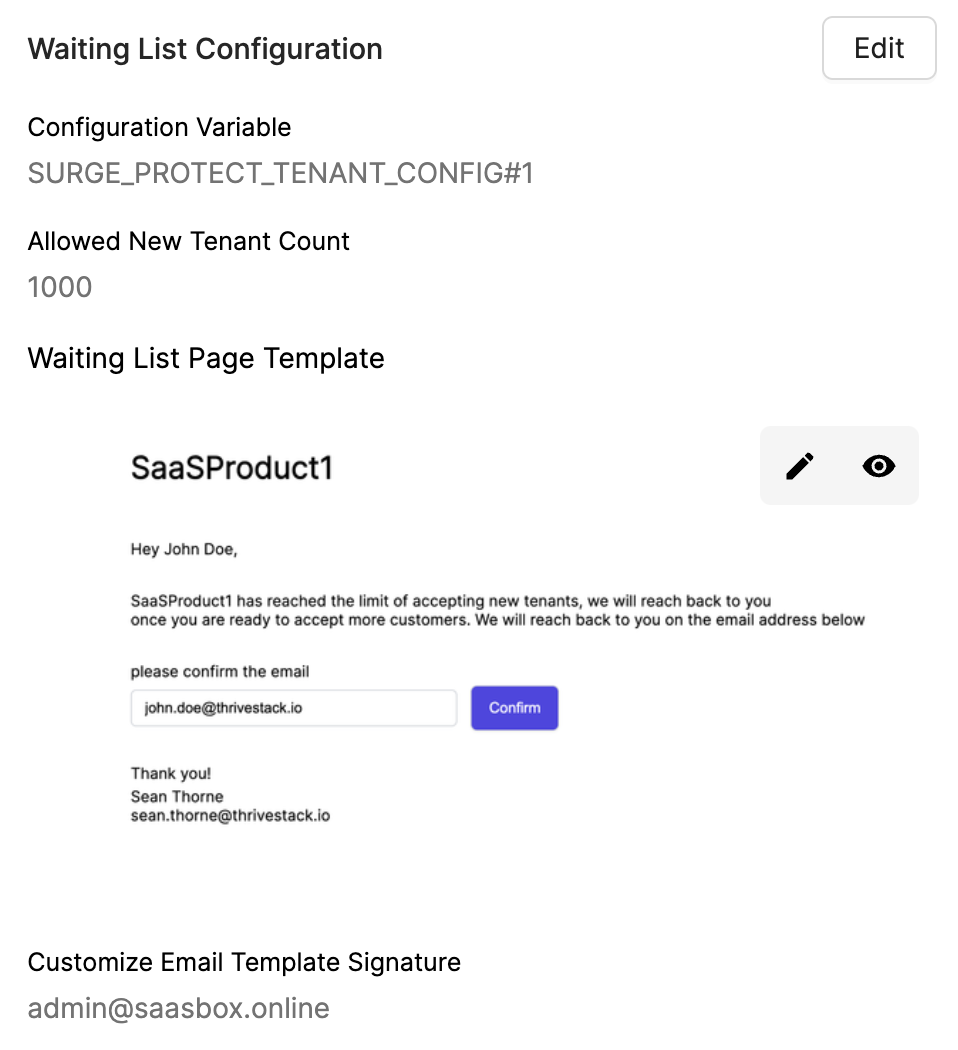 Waiting List Configuration
Edit
Configuration Variable
SURGE_PROTECT_TENANT_CONFIG#1
Allowed New Tenant Count
1000
Waiting List Page Template
SaaSProduct1
Hey John Doe,
SaaSProduct1 has reached the limit of accepting new tenants, we will reach back to you
once you are ready to accept more customers. We will reach back to you on the email address below
please confirm the email
john.doe@thrivestack.io
Confirm
Thank you!
Sean Thorne
sean.thorne@thrivestack.io
Customize Email Template Signature
admin@saasbox.online